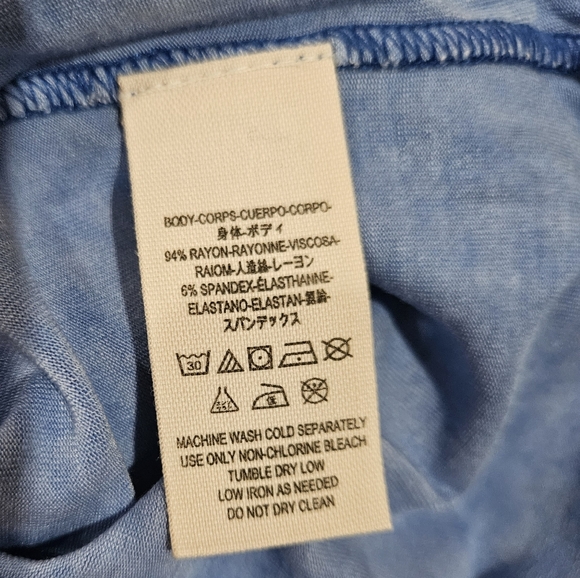 BODY-CORPS-CUERPO-CORPO-
身体-ボディ
94% RAYON-RAYONNE-VISCOSA-
RAIOM-人造絲-レーヨン
6% SPANDEX-ÉLASTHANNE-
ELASTANO-ELASTAN-
スパンデックス
30
MACHINE WASH COLD SEPARATELY
USE ONLY NON-CHLORINE BLEACH
TUMBLE DRY LOW
LOW IRON AS NEEDED
DO NOT DRY CLEAN